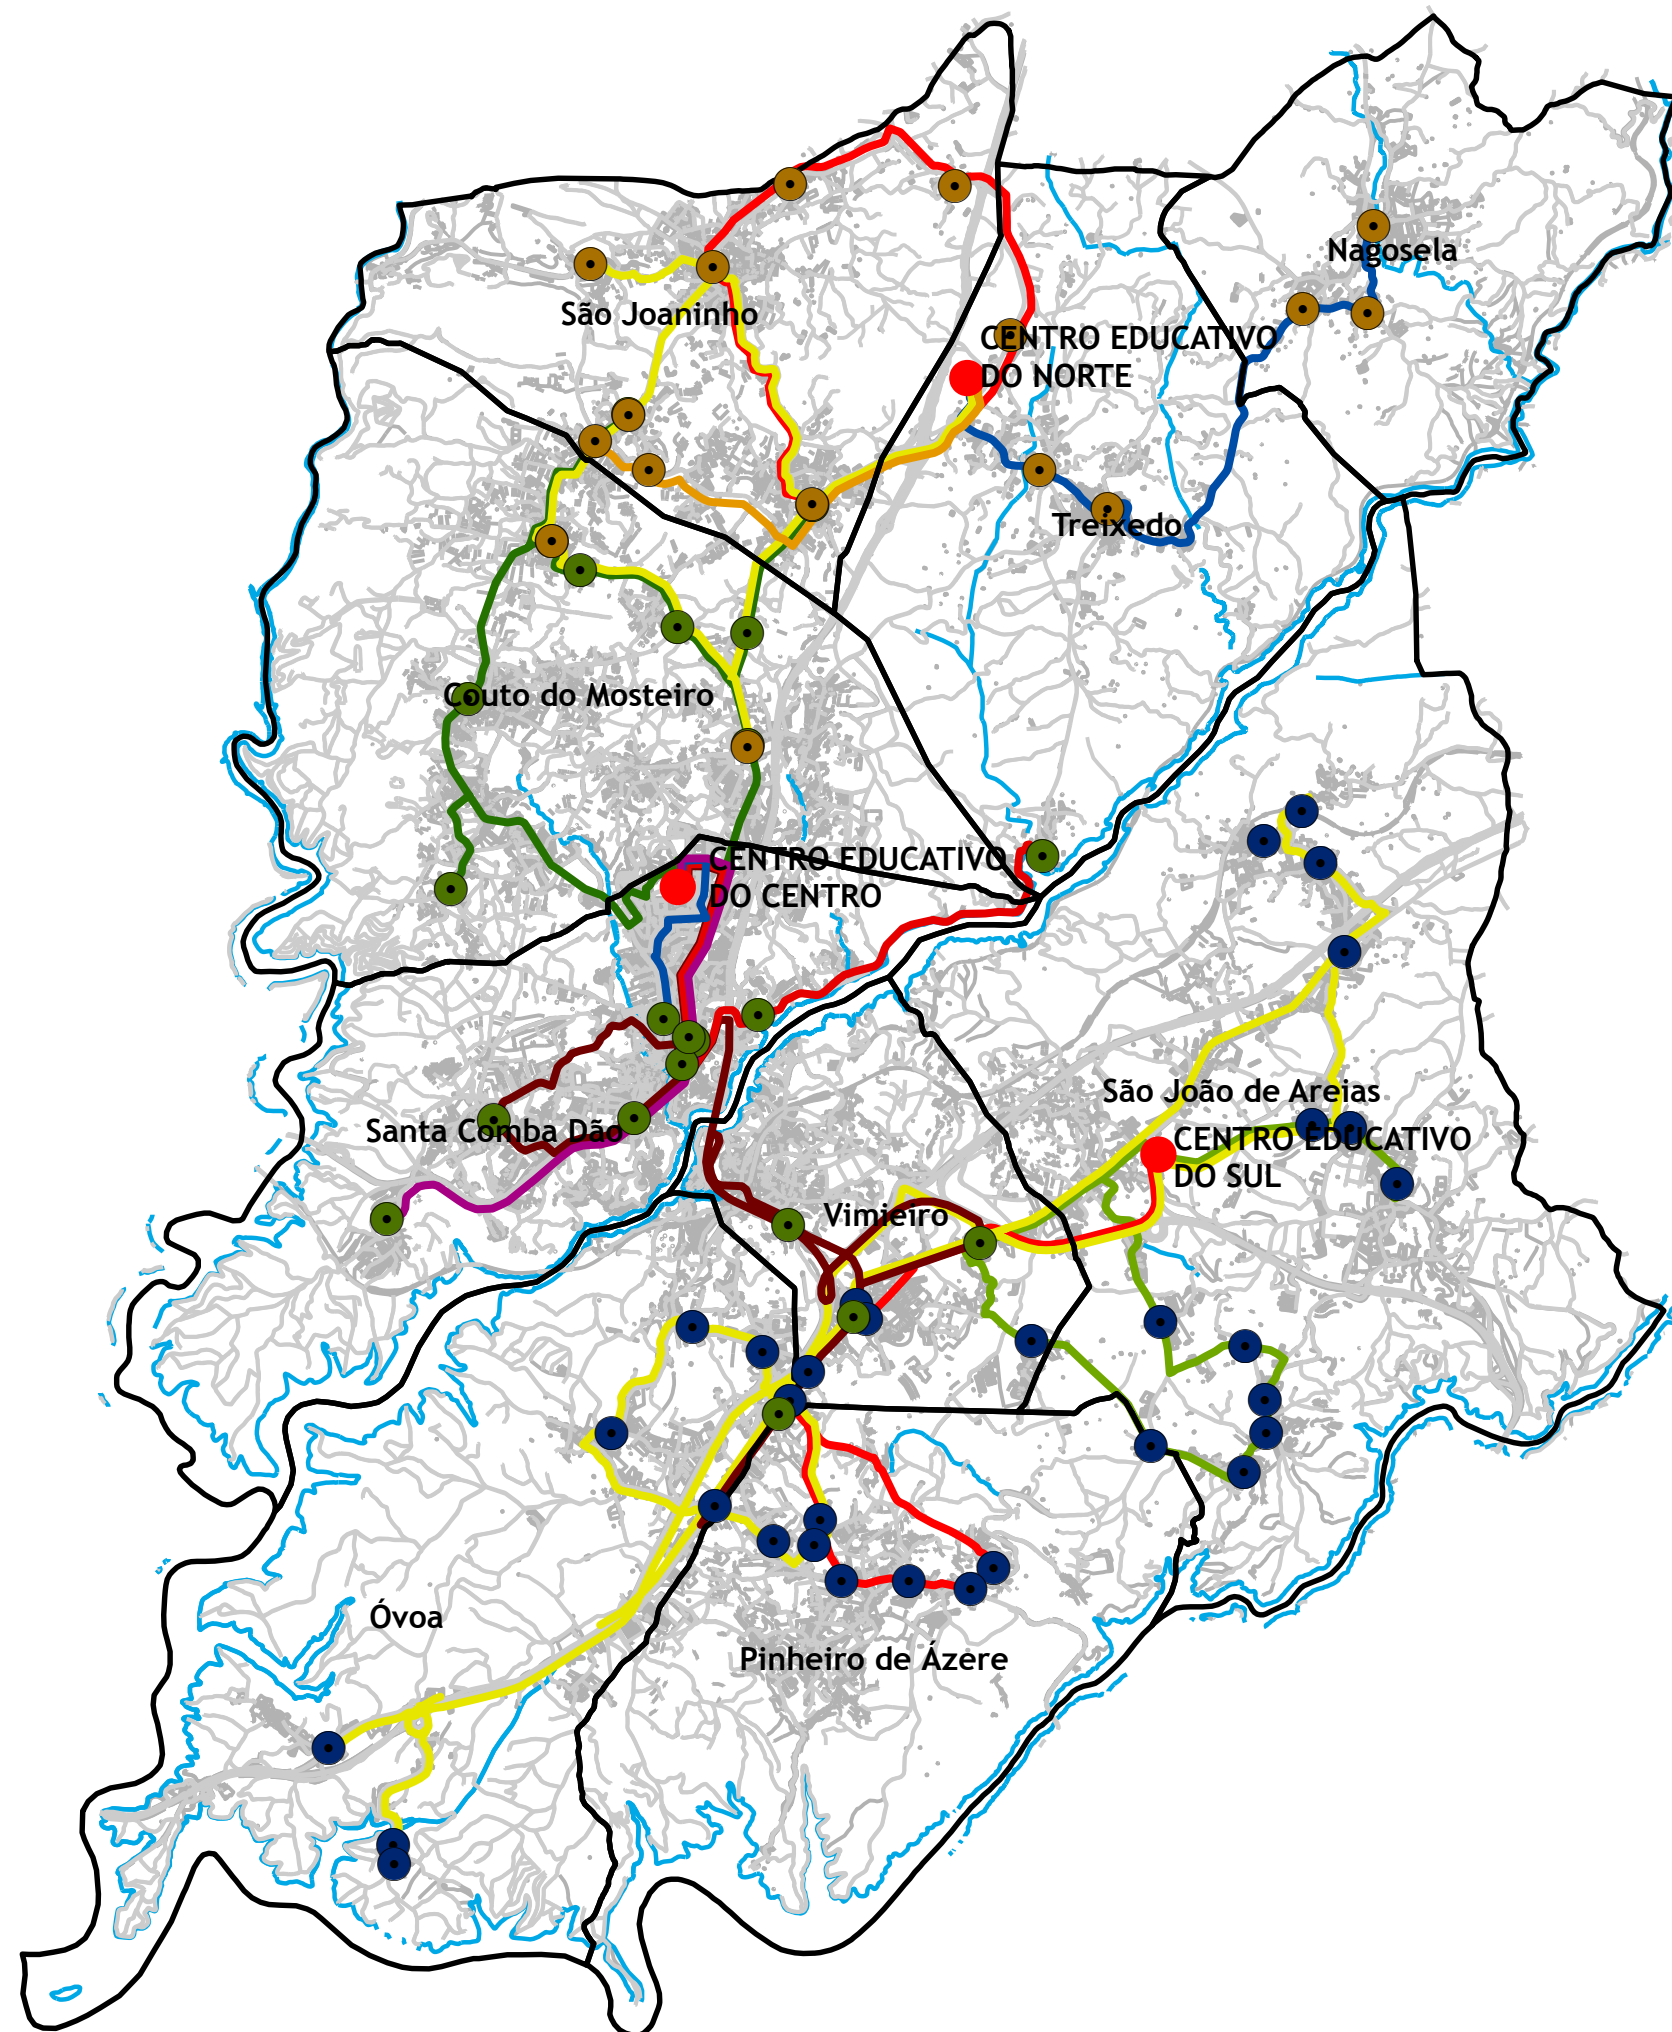 Nagosela
São Joaninho
CENTRO EDUCATIVO
DO NORTE
Treixedo
Couto do Mosteiro
CENTRO EDUCATIVO
DO CENTRO
São João de Areias
Santa Comba Dão
CENTRO EDUCATIVO
DO SUL
Vimieiro
Óvoa
Pinheiro de Ázere